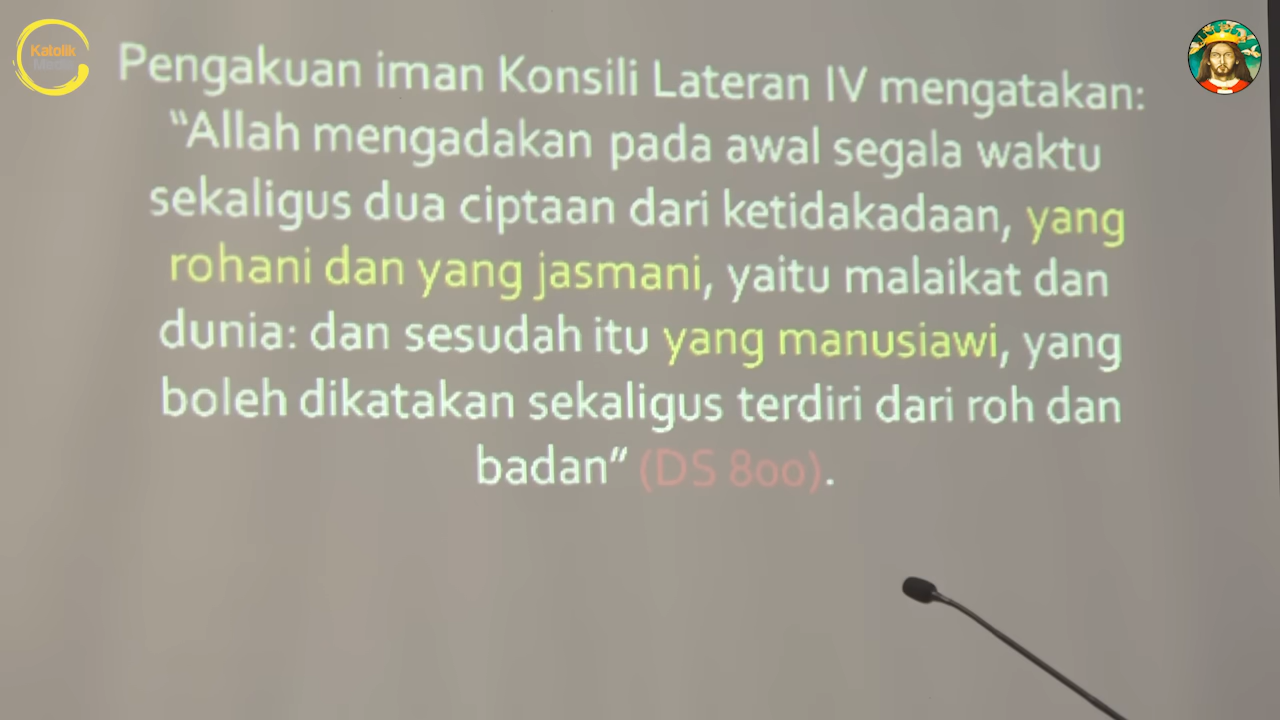 Katolik
Media
Pengakuan iman Konsili Lateran IV mengatakan:
“Allah mengadakan pada awal segala waktu
sekaligus dua ciptaan dari ketidakadaan, yang
rohani dan yang jasmani, yaitu malaikat dan
dunia: dan sesudah itu yang manusiawi, yang
boleh dikatakan sekaligus terdiri dari roh dan
badan” (DS 800).